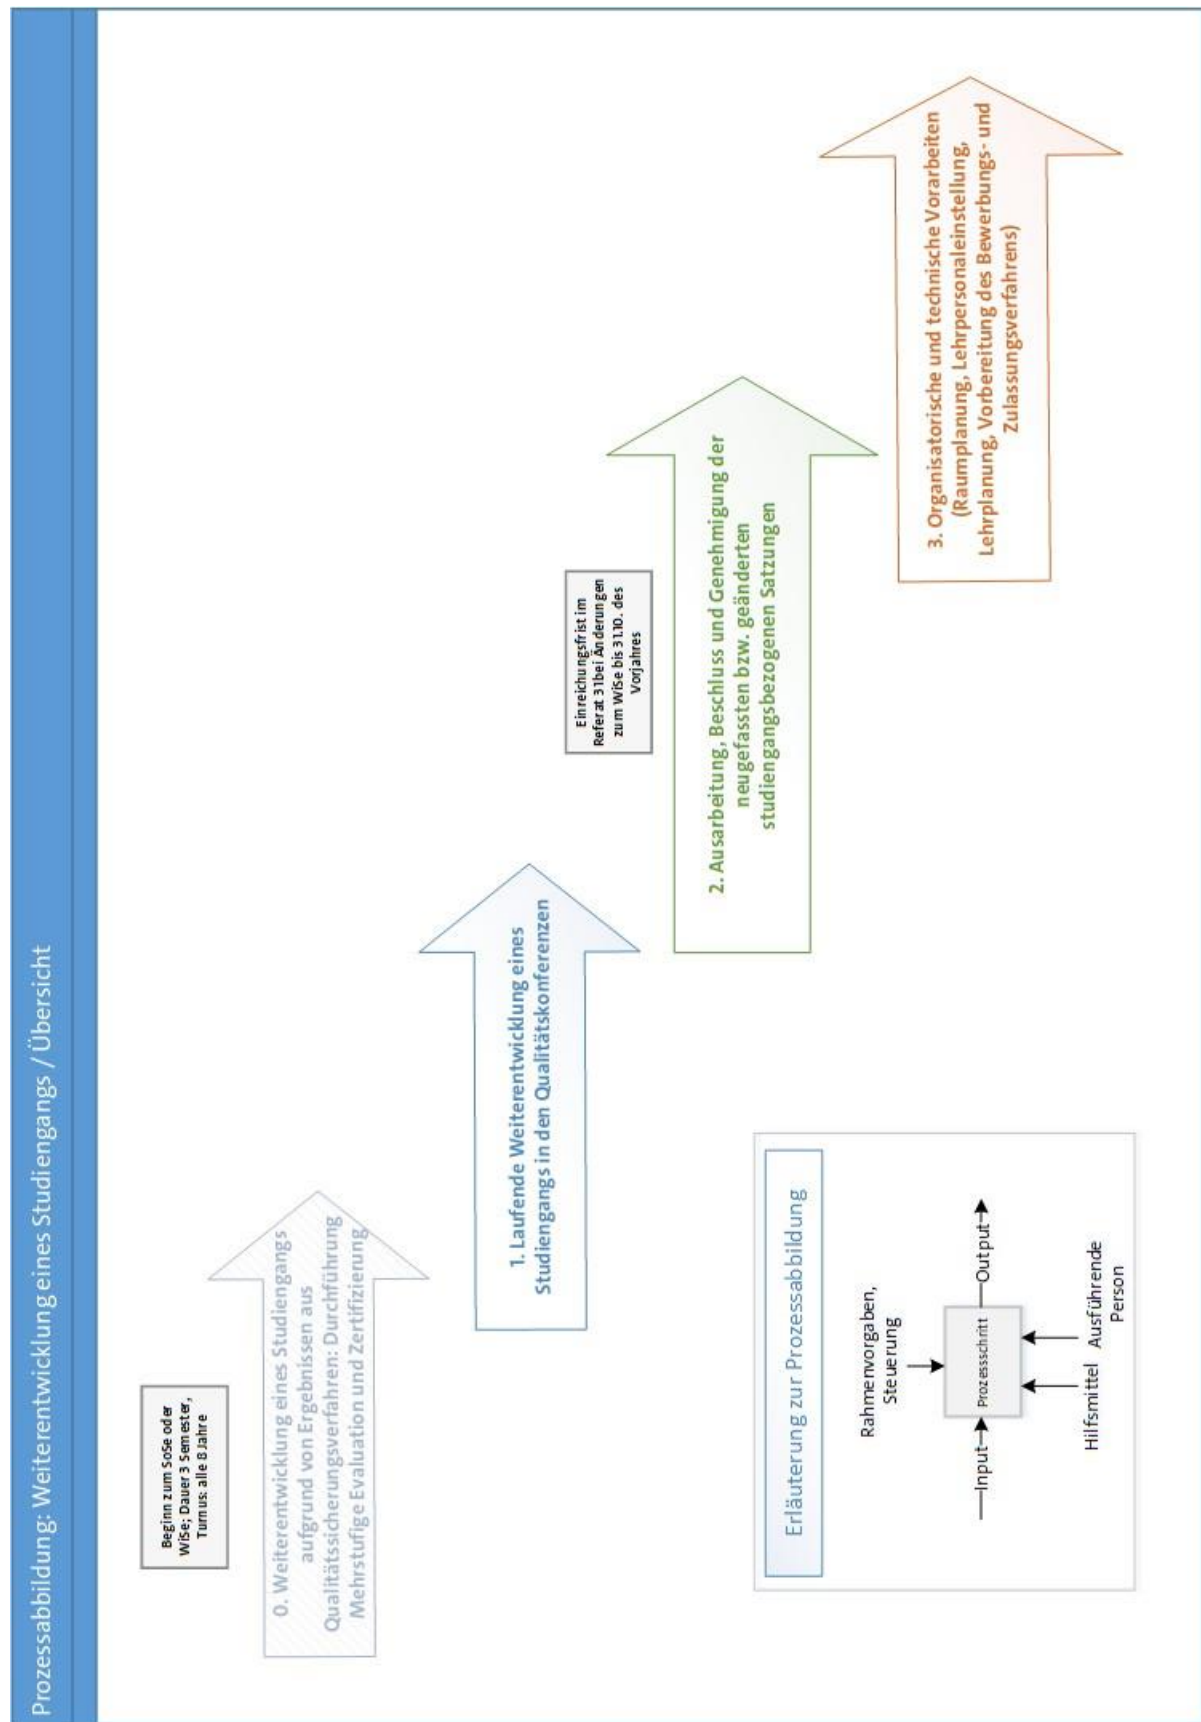 Prozessabbildung: Weiterentwicklung eines Studiengangs / Übersicht
Beginn zum SoSe oder
WiSe; Dauer 3 Semester,
Turnus: alle 8 Jahre
0. Weiterentwicklung eines Studiengangs
aufgrund von Ergebnissen aus
Qualitätssicherungsverfahren: Durchführung
Mehrstufige Evaluation und Zertifizierung
1. Laufende Weiterentwicklung eines
Studiengangs in den Qualitätskonferenzen
Einreichungsfrist im
Referat 31bei Änderungen
zum WiSe bis 31.10. des
Vorjahres
2. Ausarbeitung, Beschluss und Genehmigung der
neugefassten bzw. geänderten
studiengangsbezogenen Satzungen
3. Organisatorische und technische Vorarbeiten
(Raumplanung, Lehrpersonaleinstellung,
Lehrplanung, Vorbereitung des Bewerbungs- und
Zulassungsverfahrens)
Erläuterung zur Prozessabbildung
Rahmenvorgaben,
Steuerung
Input
Prozessschritt
Output
Hilfsmittel
Ausführende
Person